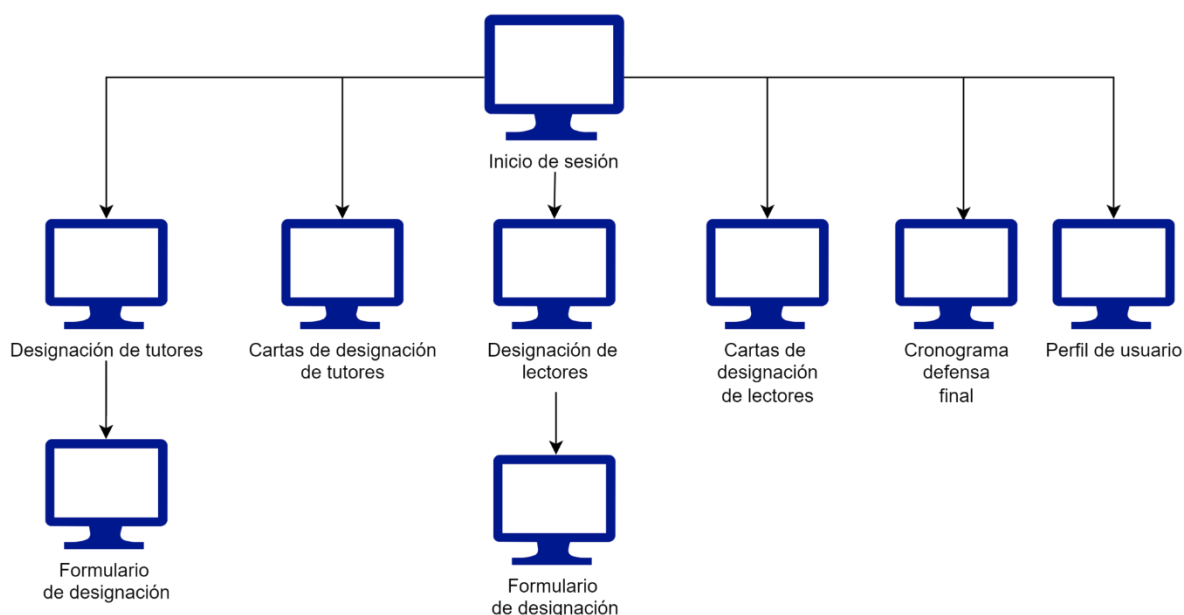 Inicio de sesión
Designación de tutores
Cartas de designación
de tutores
Designación de
lectores
Cartas de
designación
de lectores
Cronograma
defensa
final
Perfil de usuario
Formulario
de designación
Formulario
de designación